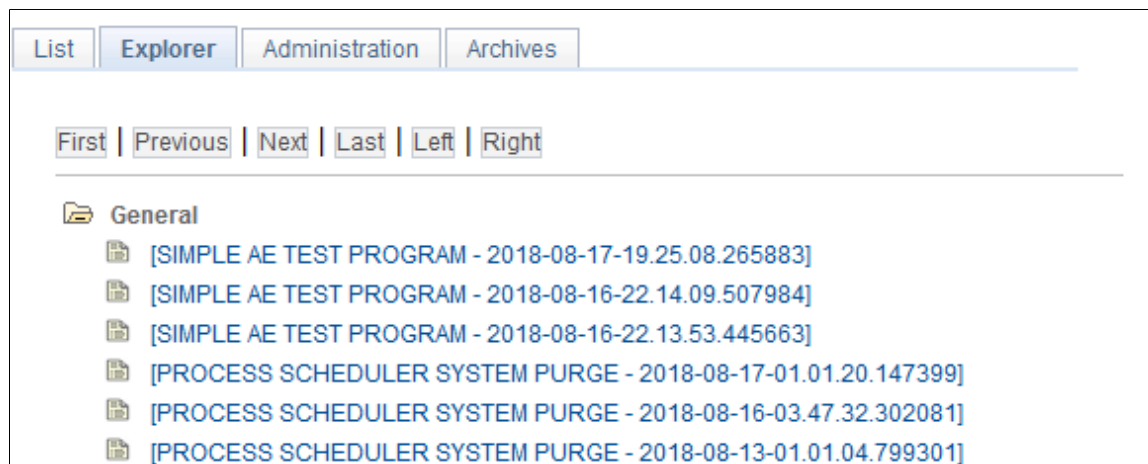 List Explorer Administration Archives
First | Previous | Next | Last | Left | Right
General
[SIMPLE AE TEST PROGRAM - 2018-08-17-19.25.08.265883]
[SIMPLE AE TEST PROGRAM - 2018-08-16-22.14.09.507984]
[SIMPLE AE TEST PROGRAM - 2018-08-16-22.13.53.445663]
[PROCESS SCHEDULER SYSTEM PURGE - 2018-08-17-01.01.20.147399]
[PROCESS SCHEDULER SYSTEM PURGE - 2018-08-16-03.47.32.302081]
[PROCESS SCHEDULER SYSTEM PURGE - 2018-08-13-01.01.04.799301]